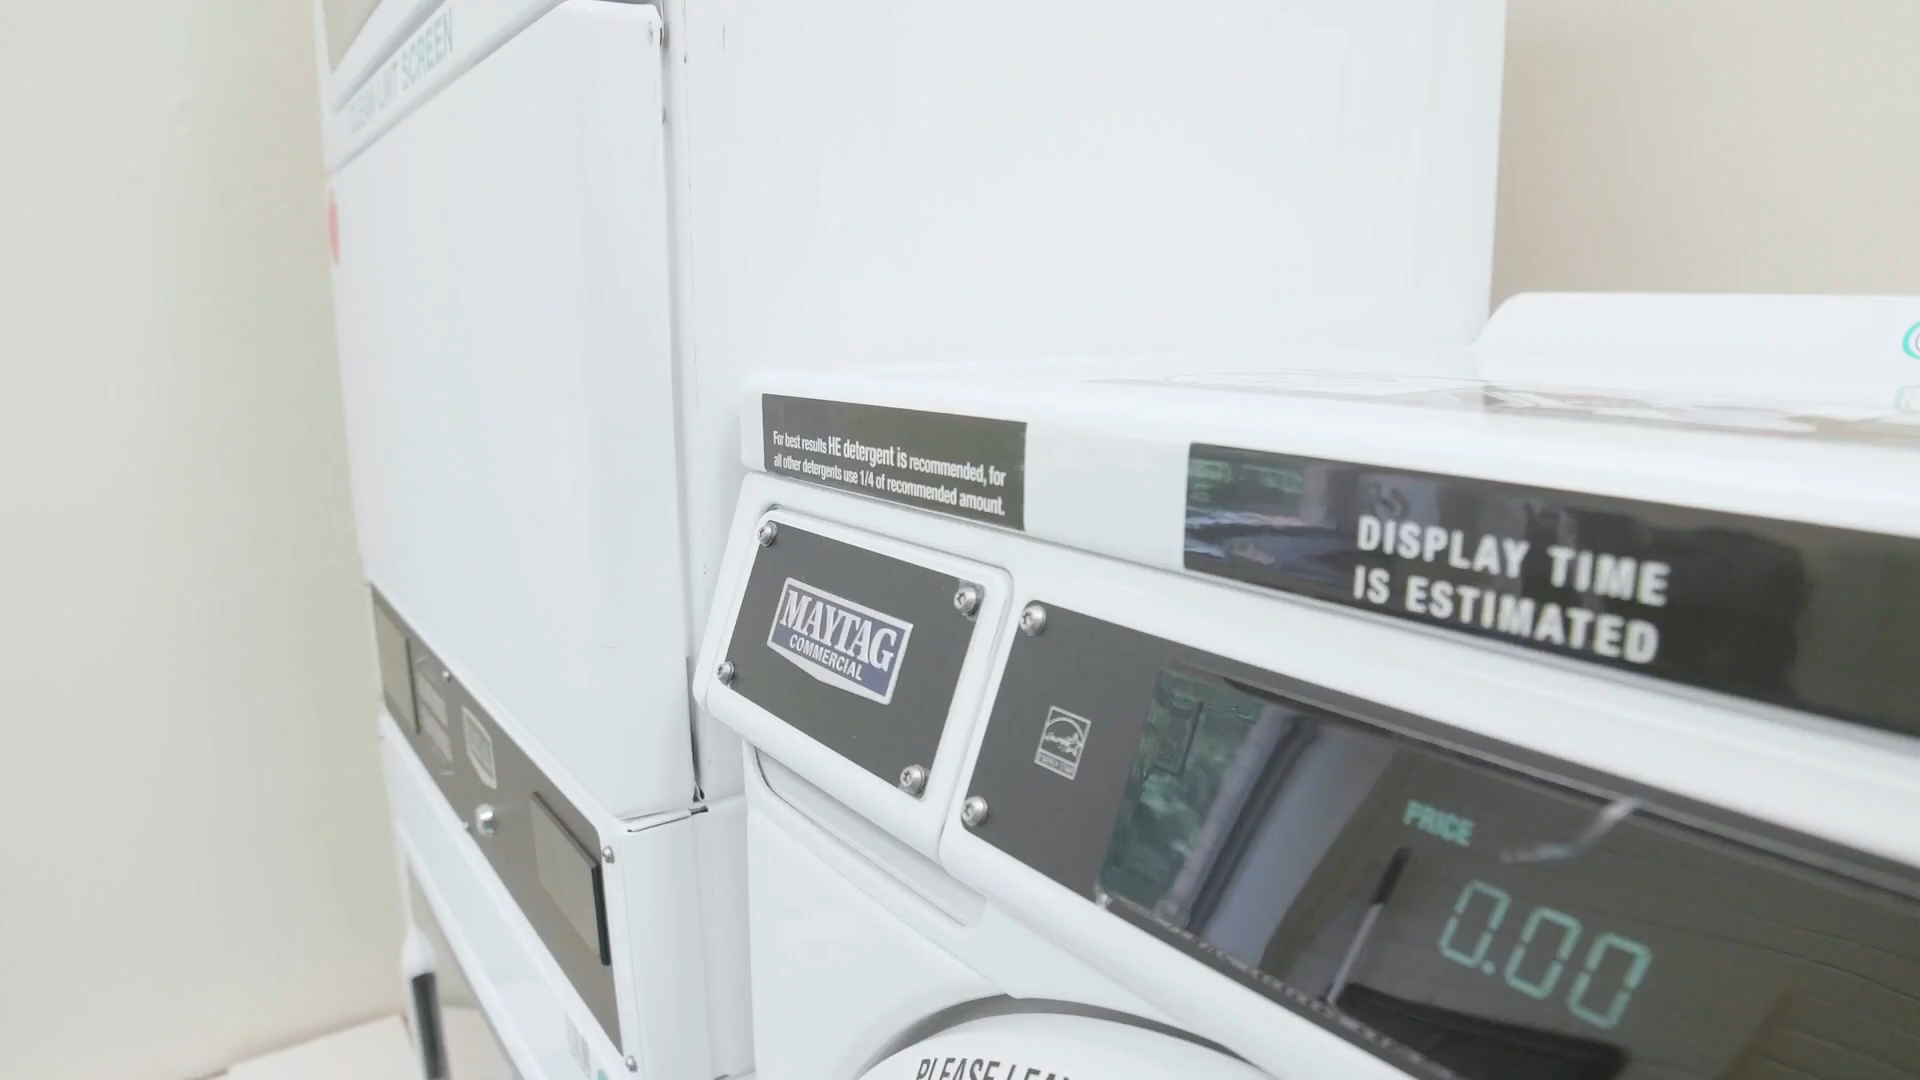 CLEAN LINT SCREEN
For best results HE detergent is recommended, for
all other detergents use 1/4 of recommended amount.
DISPLAY TIME
IS ESTIMATED
MAYTAG
COMMERCIAL
PRICE
0.00
PLEASE